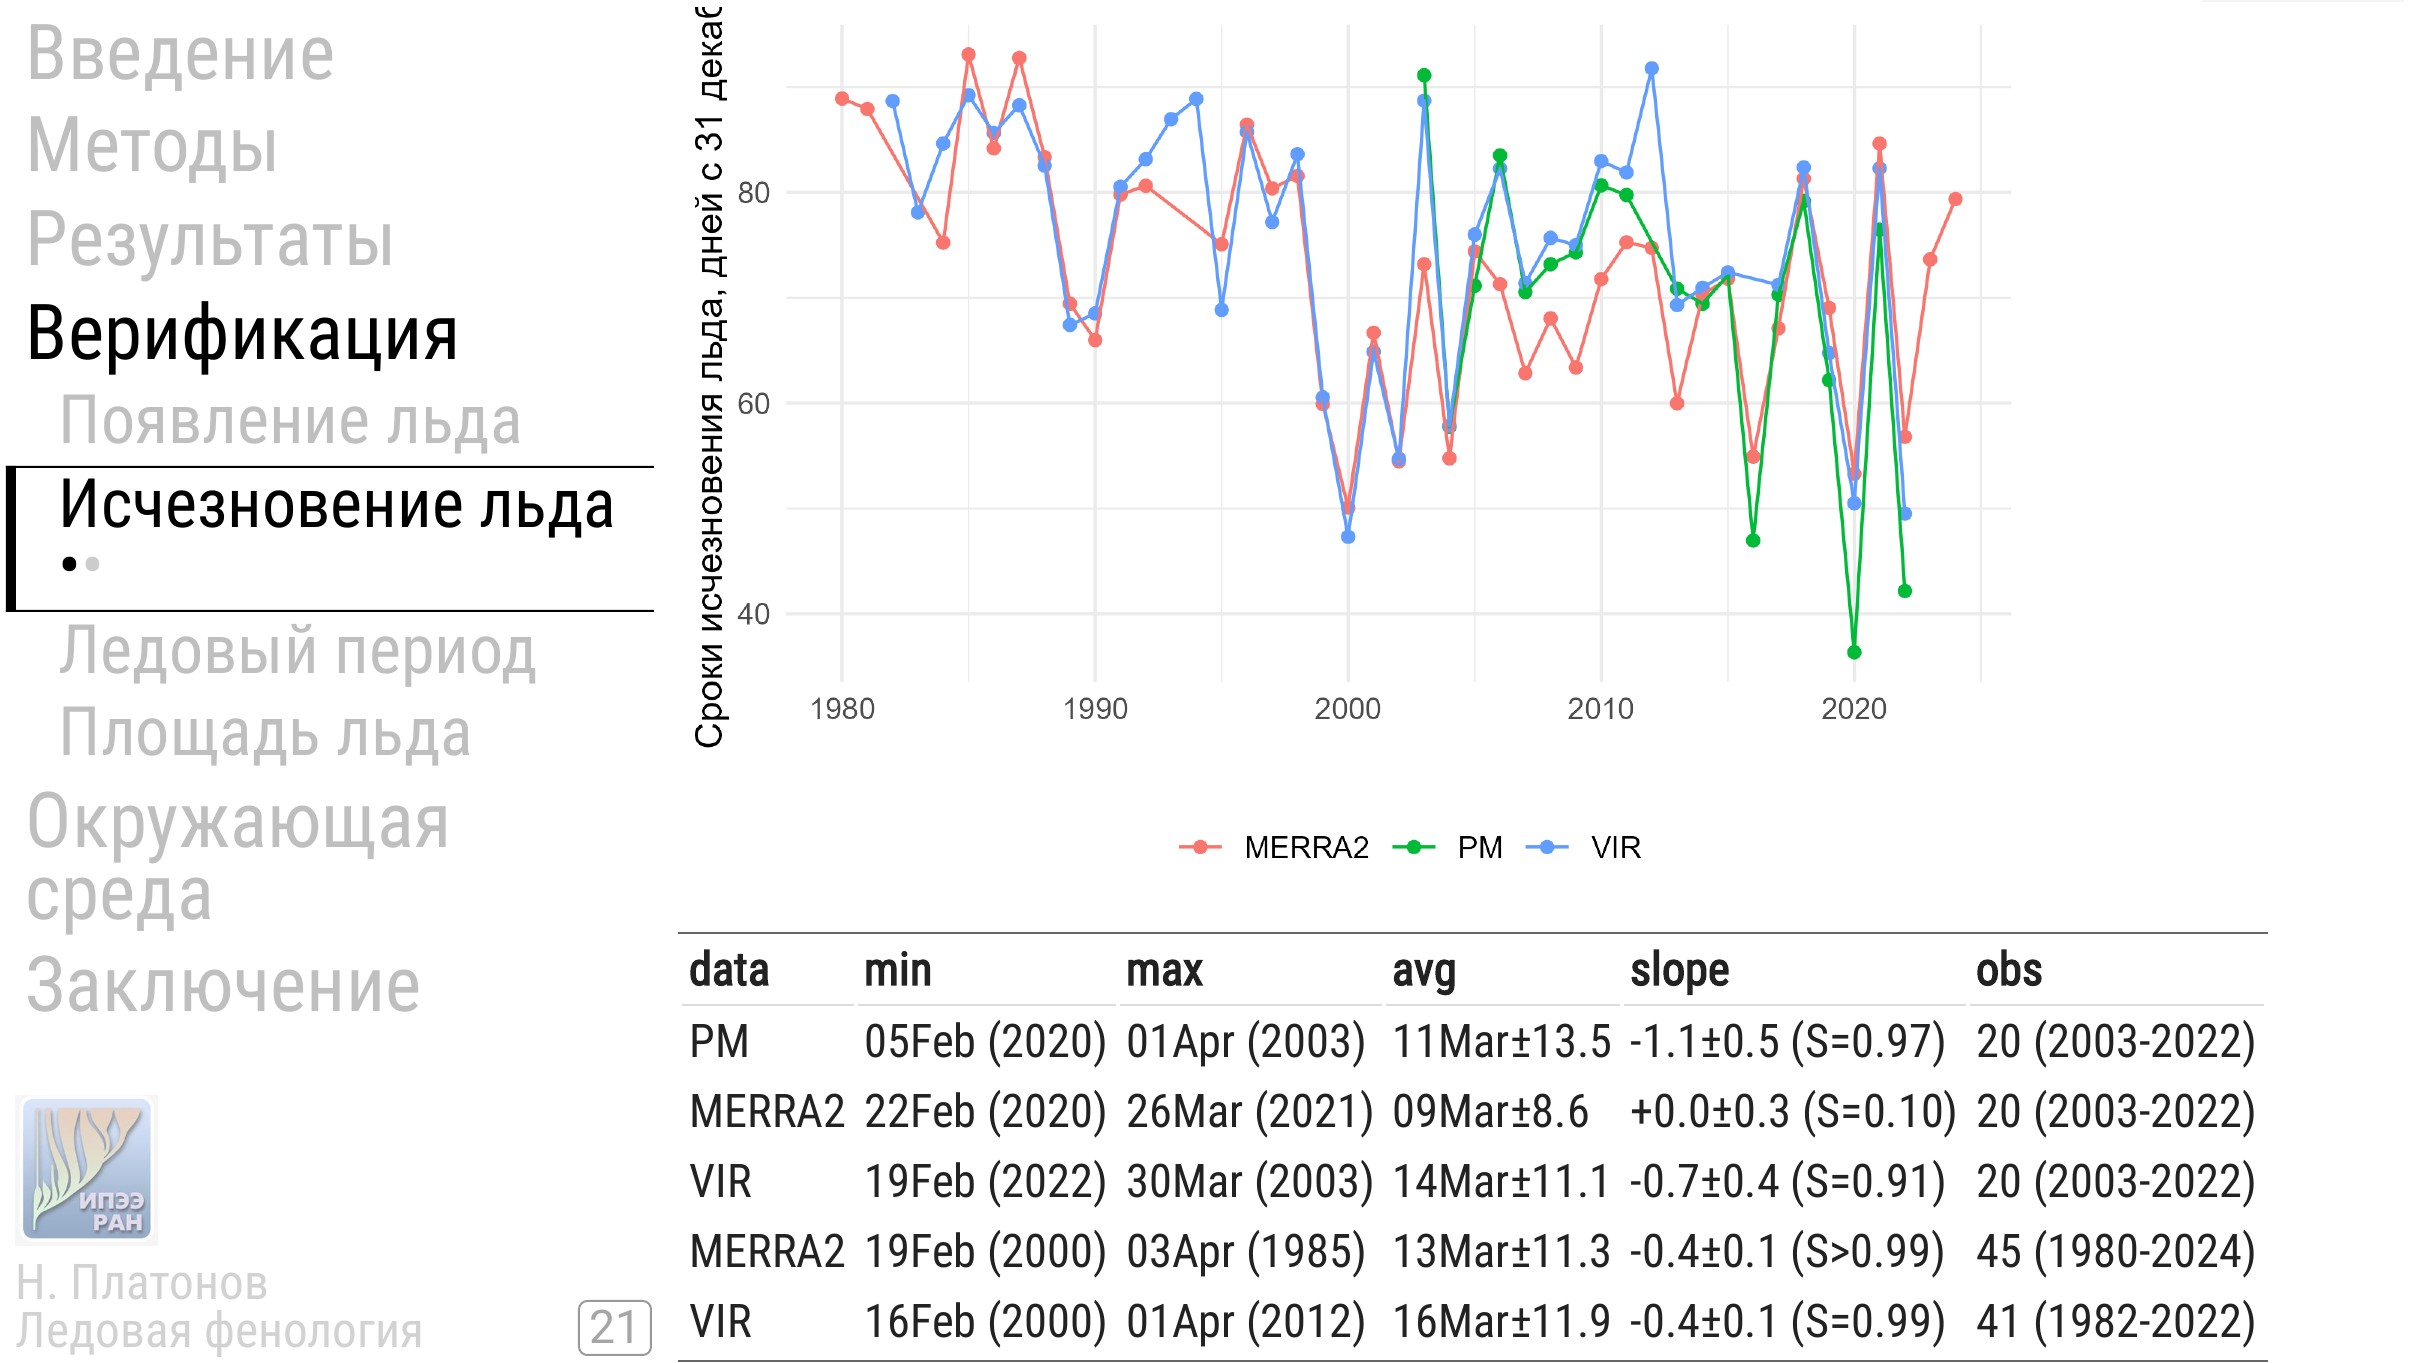 Введение
Методы
Результаты
Верификация
Появление льда
Исчезновение льда
Ледовый период
Площадь льда
Окружающая
среда
Заключение
ИПЭЭ
РАН
Н. Платонов
Ледовая фенология
21
Сроки исчезновения льда, дней с 31 декаб
80
60
40
1980 1990 2000 2010 2020
MERRA2 PM VIR
data min max avg slope obs
PM 05Feb (2020) 01Apr (2003) 11Mar±13.5 -1.1±0.5 (S=0.97) 20 (2003-2022)
MERRA2 22Feb (2020) 26Mar (2021) 09Mar±8.6 +0.0±0.3 (S=0.10) 20 (2003-2022)
VIR 19Feb (2022) 30Mar (2003) 14Mar±11.1 -0.7±0.4 (S=0.91) 20 (2003-2022)
MERRA2 19Feb (2000) 03Apr (1985) 13Mar±11.3 -0.4±0.1 (S>0.99) 45 (1980-2024)
VIR 16Feb (2000) 01Apr (2012) 16Mar±11.9 -0.4±0.1 (S=0.99) 41 (1982-2022)